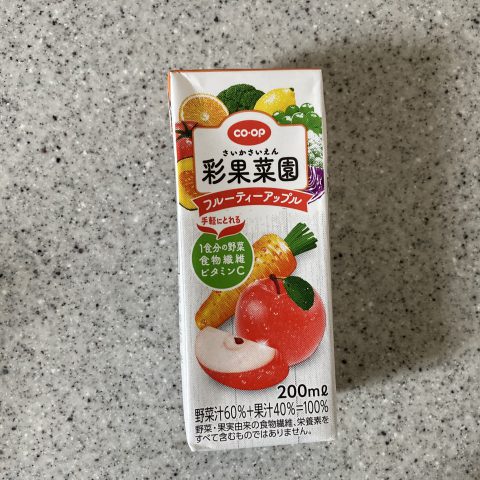 CO·OP
さいかさいえん
彩果菜園
フルーティーアップル
手軽にとれる
1食分の野菜
食物繊維
ビタミンC
200ml
野菜汁60%+果汁40%=100%
野菜・果実由来の食物繊維、栄養素を
すべて含むものではありません。